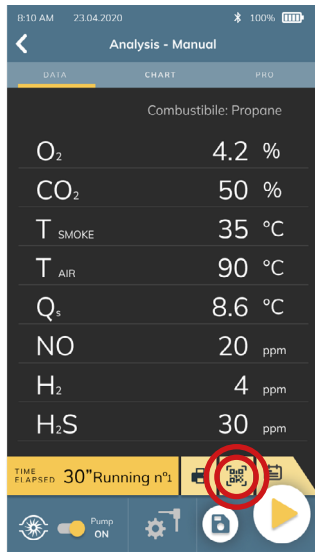 8:10 AM 23.04.2020 100%
Analysis - Manual
DATA CHART PRO
Combustibile: Propane
O₂ 4.2 %
CO₂ 50 %
T SMOKE 35 °C
T AIR 90 °C
Qs 8.6 °C
NO 20 ppm
H₂ 4 ppm
H₂S 30 ppm
TIME
ELAPSED 30” Running n°1
Pump
ON